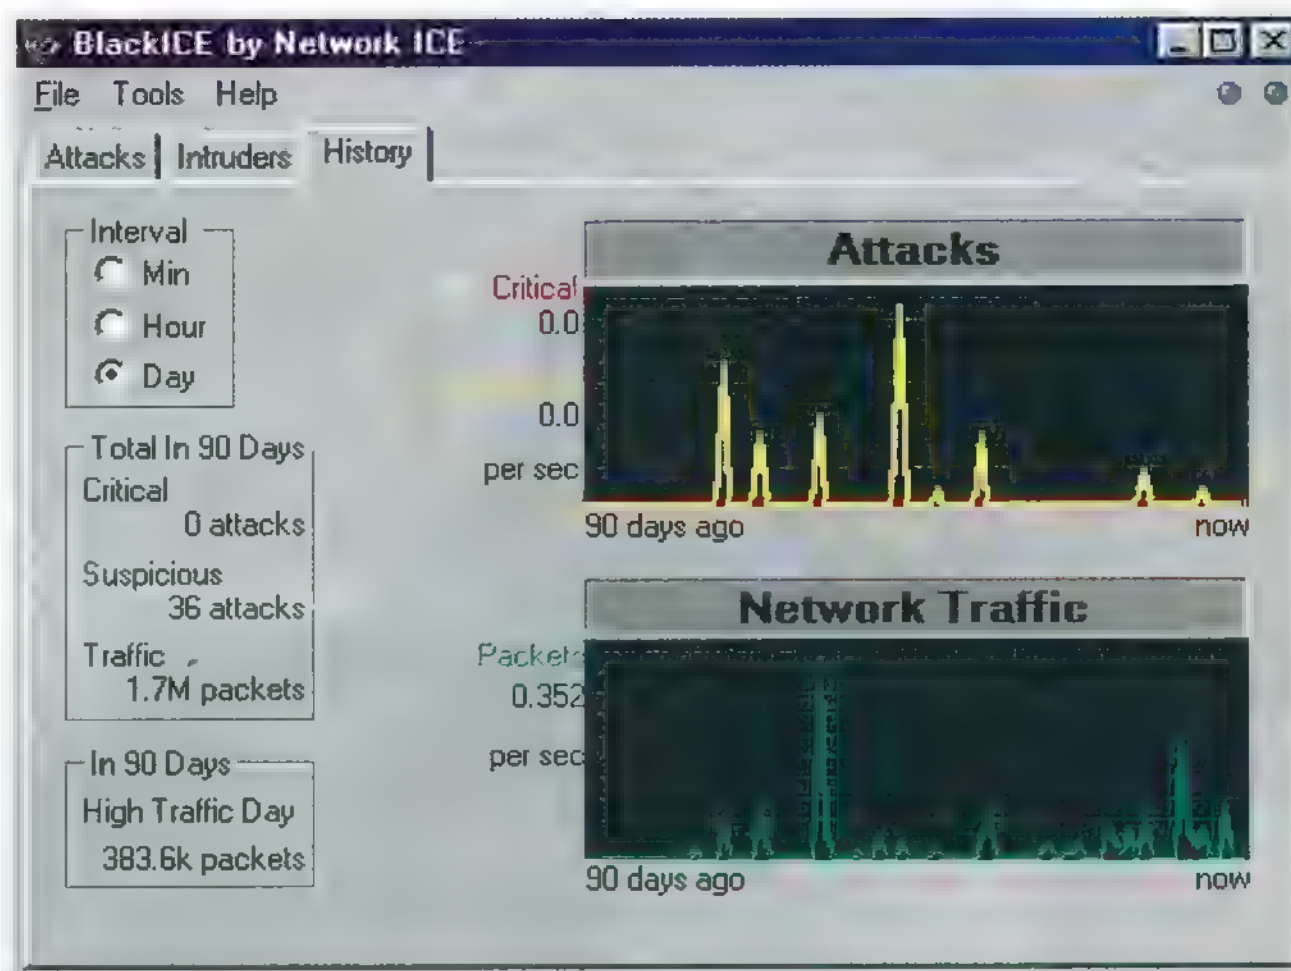 BlackICE by Network ICE
File Tools Help
Attacks Intruders History
Interval
Min
Hour
Day
Total In 90 Days
Critical
0 attacks
Suspicious
36 attacks
Traffic
1.7M packets
In 90 Days
High Traffic Day
383.6k packets
Attacks
Critical
0.0
0.0
per sec
90 days ago now
Network Traffic
Packets
0.352
per sec
90 days ago now